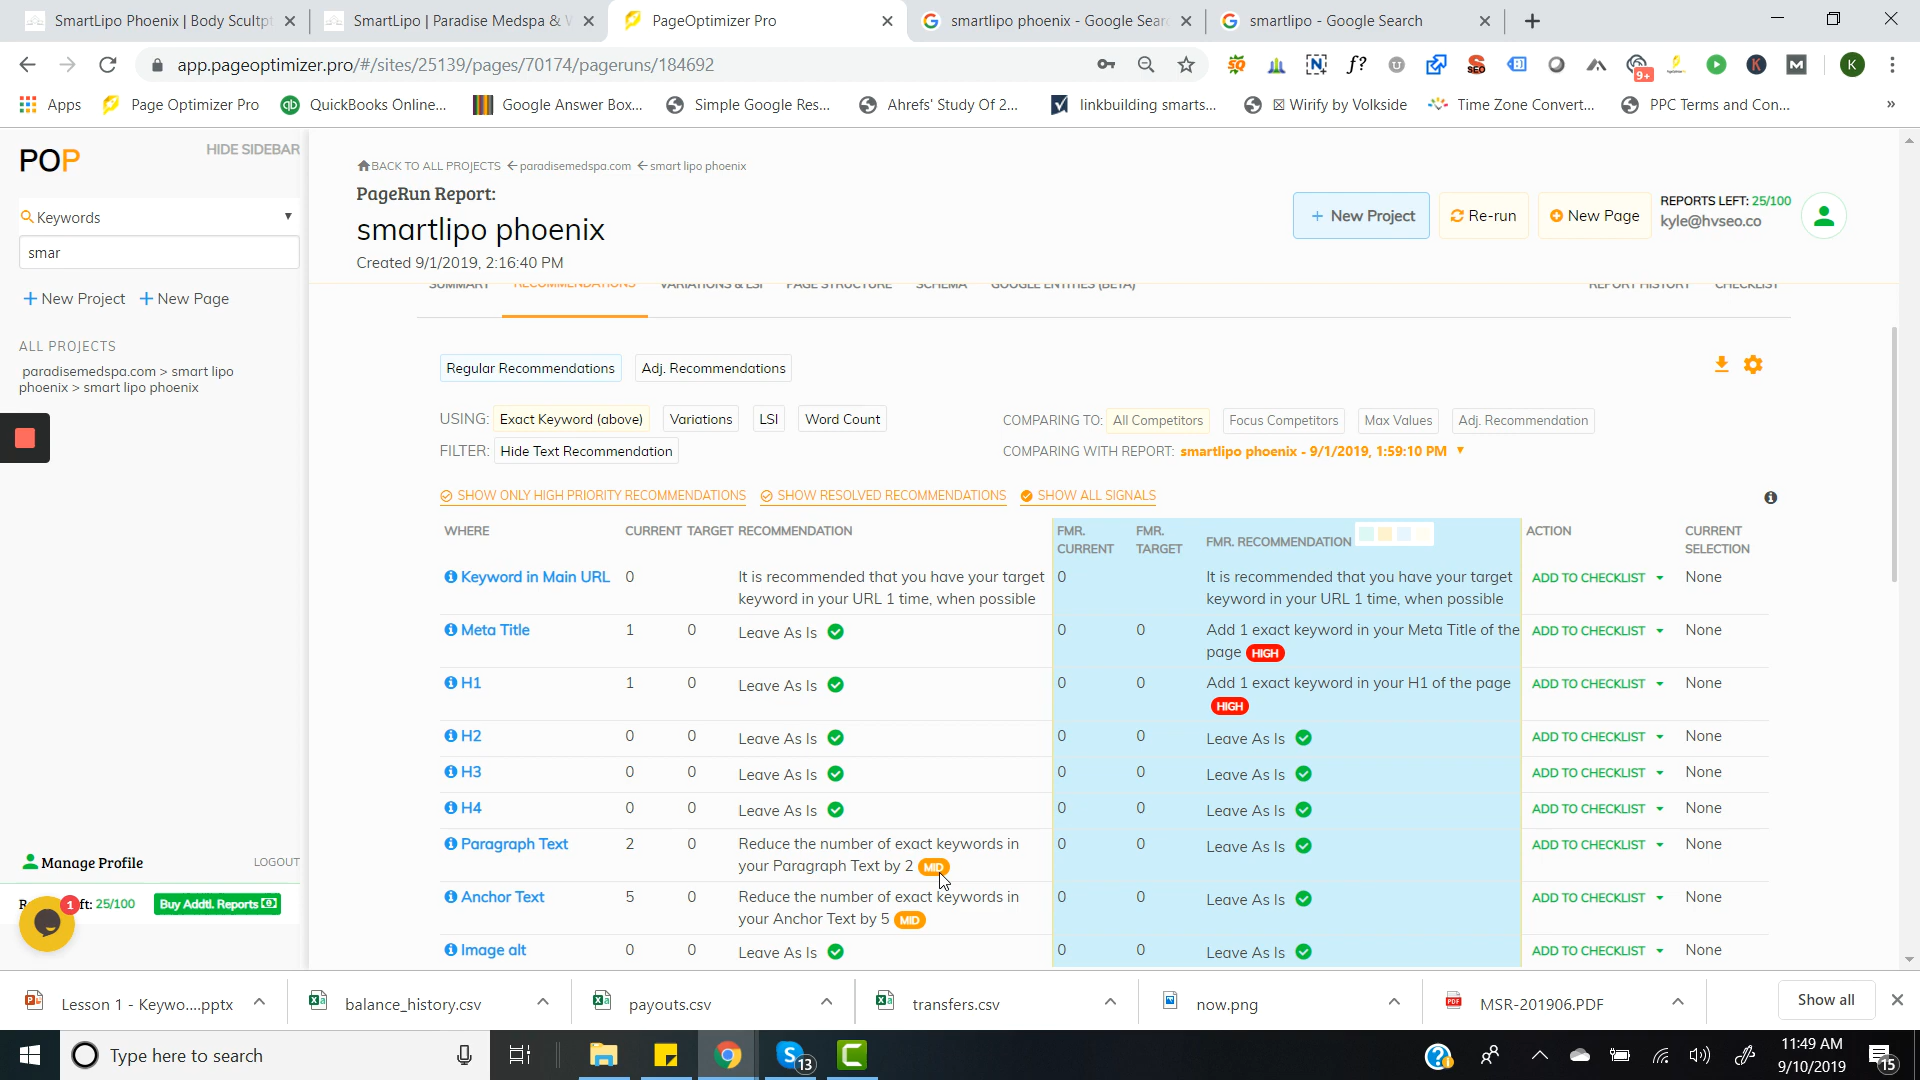 SmartLipo Phoenix | Body Scultpt
SmartLipo | Paradise Medspa & W
PageOptimizer Pro
smartlipo phoenix - Google Searc
smartlipo - Google Search
app.pageoptimizer.pro/#/sites/25139/pages/70174/pageruns/184692
9+
K
M
K
Apps
Page Optimizer Pro
QuickBooks Online...
Google Answer Box...
Simple Google Res...
Ahrefs' Study Of 2...
linkbuilding smarts...
Wirify by Volkside
Time Zone Convert...
PPC Terms and Con...
POP
HIDE SIDEBAR
Keywords
smar
New Project
New Page
ALL PROJECTS
paradisemedspa.com > smart lipo
phoenix > smart lipo phoenix
Manage Profile
LOGOUT
ft: 25/100
Buy Addtl. Reports
1
BACK TO ALL PROJECTS
paradisemedspa.com
smart lipo phoenix
PageRun Report:
smartlipo phoenix
Created 9/1/2019, 2:16:40 PM
New Project
Re-run
New Page
REPORTS LEFT: 25/100
kyle@hvseo.co
SUMMARY RECOMMENDATIONS VARIATIONS & LSI PAGE STRUCTURE SCHEMA GOOGLE ENTITIES (BETA) REPORT HISTORY CHECKLIST
Regular Recommendations
Adj. Recommendations
USING: Exact Keyword (above) Variations LSI Word Count
COMPARING TO: All Competitors Focus Competitors Max Values Adj. Recommendation
FILTER: Hide Text Recommendation
COMPARING WITH REPORT: smartlipo phoenix - 9/1/2019, 1:59:10 PM
SHOW ONLY HIGH PRIORITY RECOMMENDATIONS SHOW RESOLVED RECOMMENDATIONS SHOW ALL SIGNALS
WHERE CURRENT TARGET RECOMMENDATION FMR. CURRENT FMR. TARGET FMR. RECOMMENDATION ACTION CURRENT SELECTION
Keyword in Main URL 0 It is recommended that you have your target 0 It is recommended that you have your target ADD TO CHECKLIST None
keyword in your URL 1 time, when possible keyword in your URL 1 time, when possible
Meta Title 1 0 Leave As Is 0 0 Add 1 exact keyword in your Meta Title of the ADD TO CHECKLIST None
page HIGH
H1 1 0 Leave As Is 0 0 Add 1 exact keyword in your H1 of the page ADD TO CHECKLIST None
HIGH
H2 0 0 Leave As Is 0 0 Leave As Is ADD TO CHECKLIST None
H3 0 0 Leave As Is 0 0 Leave As Is ADD TO CHECKLIST None
H4 0 0 Leave As Is 0 0 Leave As Is ADD TO CHECKLIST None
Paragraph Text 2 0 Reduce the number of exact keywords in 0 0 Leave As Is ADD TO CHECKLIST None
your Paragraph Text by 2 MID
Anchor Text 5 0 Reduce the number of exact keywords in 0 0 Leave As Is ADD TO CHECKLIST None
your Anchor Text by 5 MID
Image alt 0 0 Leave As Is 0 0 Leave As Is ADD TO CHECKLIST None
Lesson 1 - Keywo....pptx
balance_history.csv
payouts.csv
transfers.csv
now.png
MSR-201906.PDF
Show all
Type here to search
13
11:49 AM
9/10/2019
15